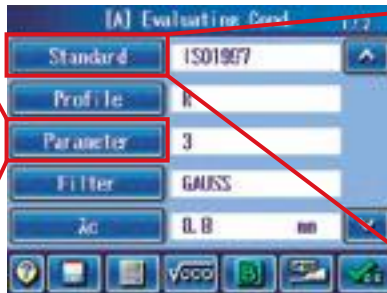 [A] Evaluating Cond. 1/2
Standard ISO1997
Profile R
Parameter 3
Filter GAUSS
λc 0.8 mm